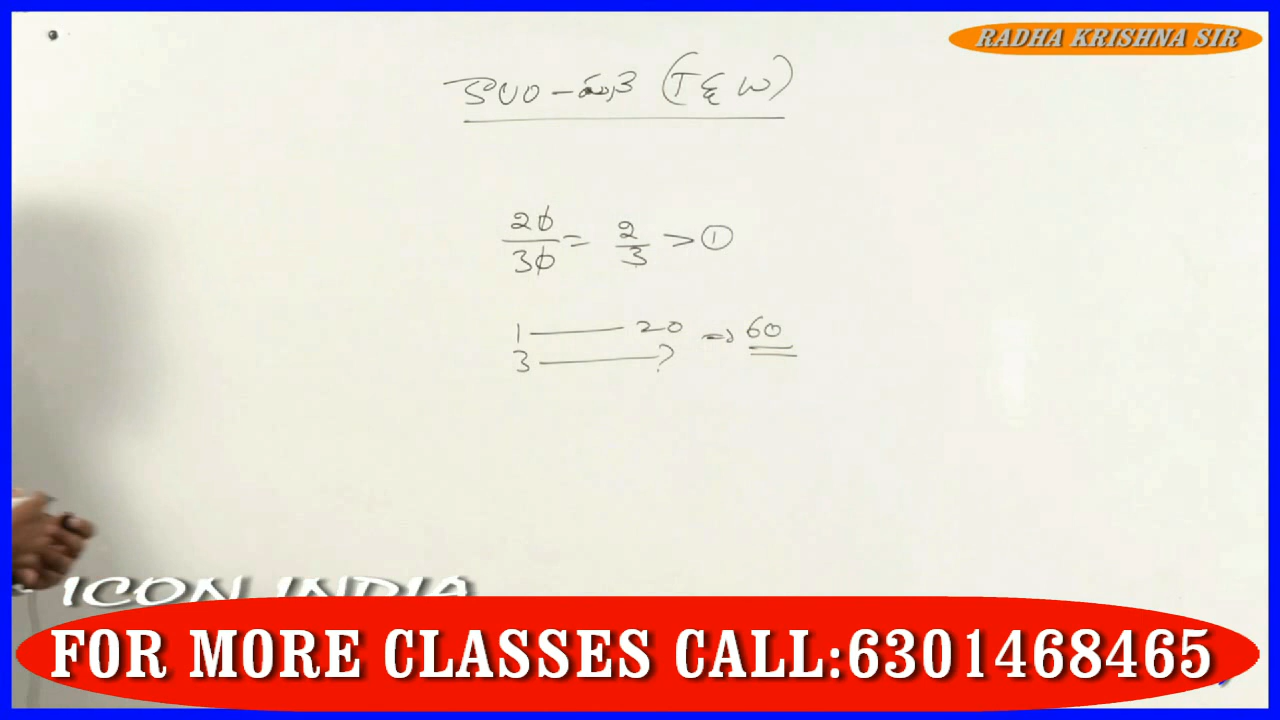 RADHA KRISHNA SIR
కాలం - పని (T & W)
20/30 = 2/3 > ①
1 —— 20 ⇒ 60
3 —— ?
ICON INDIA
FOR MORE CLASSES CALL:6301468465